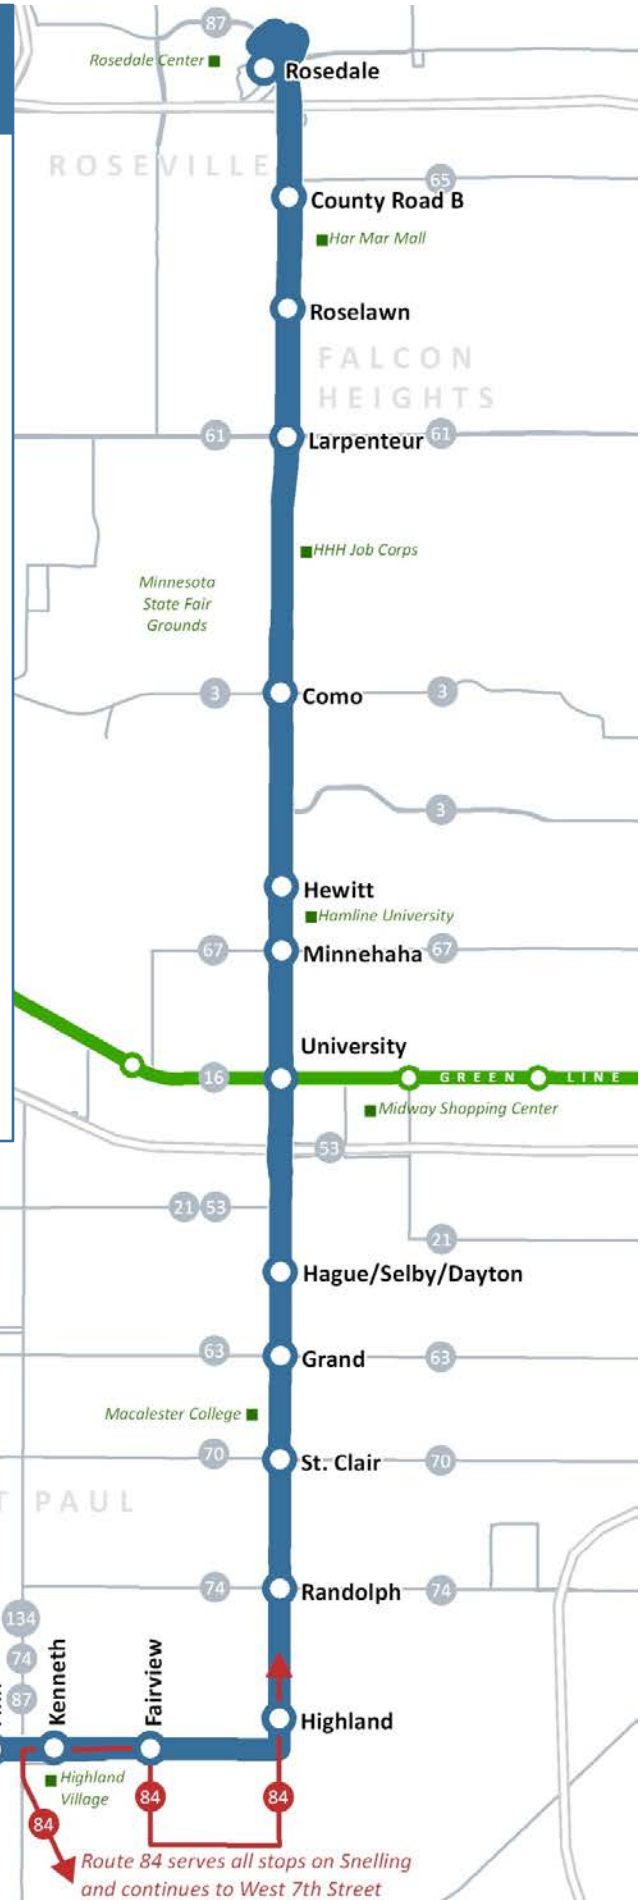 87
Rosedale Center
Rosedale
ROSEVILLE
65
County Road B
Har Mar Mall
Roselawn
FALCON
HEIGHTS
61
Larpenteur
61
HHH Job Corps
Minnesota
State Fair
Grounds
3
Como
3
3
Hewitt
Hamline University
67
Minnehaha
67
University
16
GREEN LINE
Midway Shopping Center
53
21
53
21
Hague/Selby/Dayton
63
Grand
63
Macalester College
70
St. Clair
70
T PAUL
74
Randolph
74
134
74
87
Kenneth
Fairview
Highland
Highland
Village
84
84
84
Route 84 serves all stops on Snelling
and continues to West 7th Street